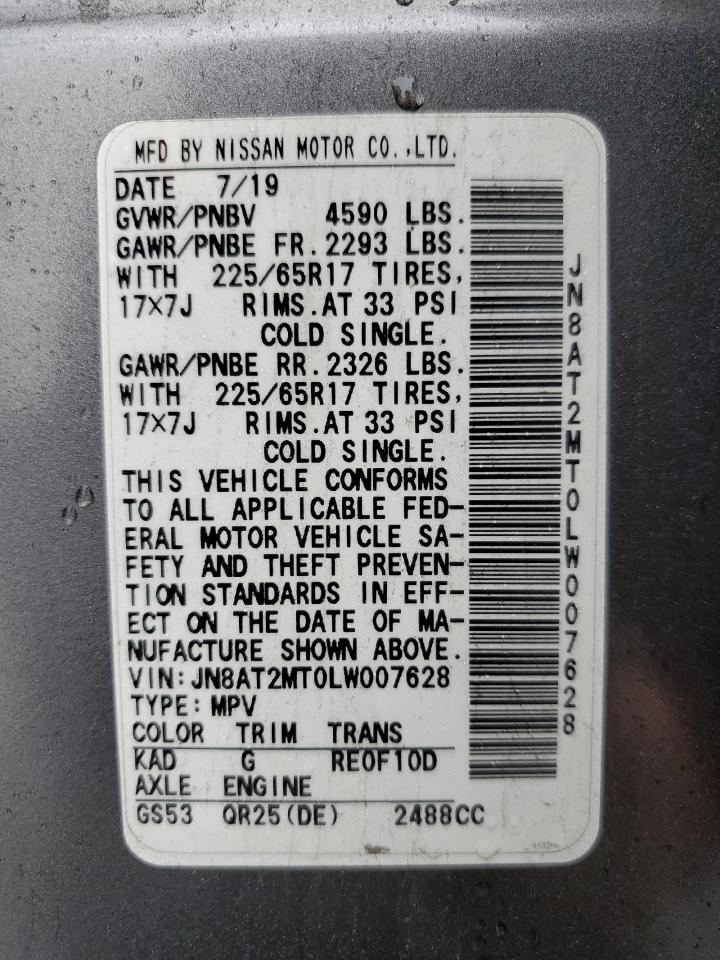 MFD BY NISSAN MOTOR CO.,LTD.
DATE 7/19
GVWR/PNBV 4590 LBS.
GAWR/PNBE FR.2293 LBS.
WITH 225/65R17 TIRES,
17×7J RIMS.AT 33 PSI
COLD SINGLE.
GAWR/PNBE RR.2326 LBS.
WITH 225/65R17 TIRES,
17×7J RIMS.AT 33 PSI
COLD SINGLE.
THIS VEHICLE CONFORMS
TO ALL APPLICABLE FED-
ERAL MOTOR VEHICLE SA-
FETY AND THEFT PREVEN-
TION STANDARDS IN EFF-
ECT ON THE DATE OF MA-
NUFACTURE SHOWN ABOVE.
VIN:JN8AT2MT0LW007628
TYPE:MPV
COLOR TRIM TRANS
KAD G RE0F10D
AXLE ENGINE
GS53 QR25(DE) 2488CC
JN8AT2MT0LW007628